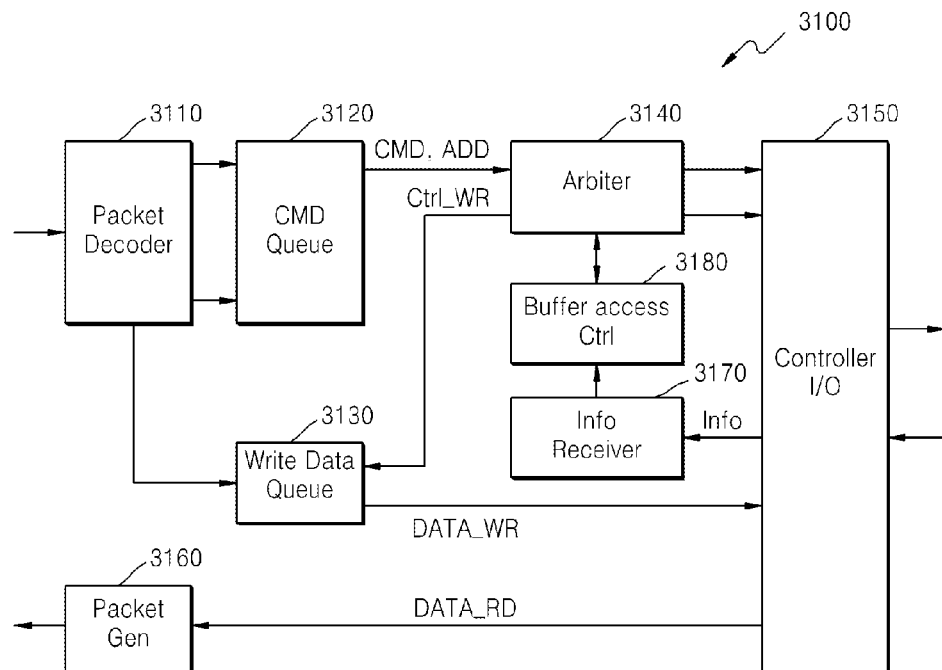 3100
3110
3120
3140
3150
Packet
Decoder
CMD
Queue
CMD, ADD
Ctrl_WR
Arbiter
3180
Buffer access
Ctrl
3170
Info
Receiver
Info
Controller
I/O
3130
Write Data
Queue
DATA_WR
3160
Packet
Gen
DATA_RD